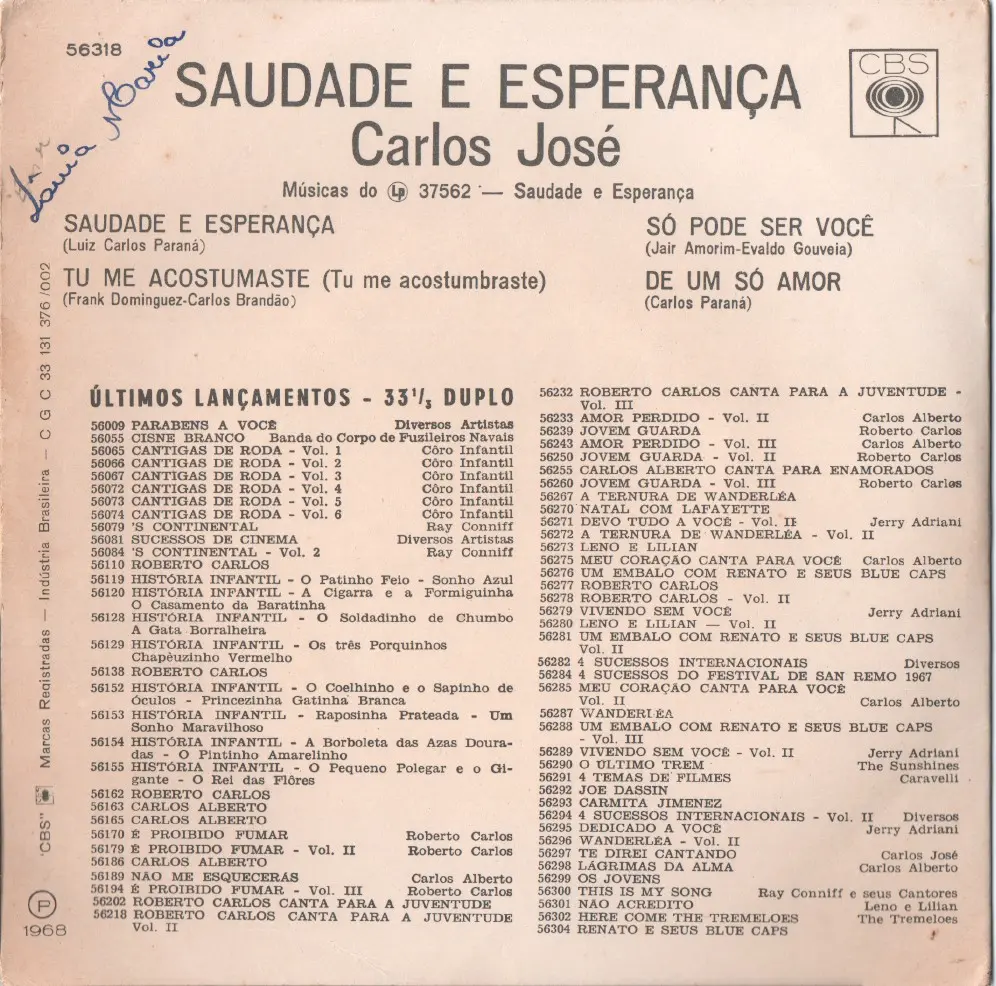 56318
Sonia Maria
SAUDADE E ESPERANÇA
Carlos José
CBS
Músicas do LP 37562 — Saudade e Esperança
SAUDADE E ESPERANÇA
(Luiz Carlos Paraná)
TU ME ACOSTUMASTE (Tu me acostumbraste)
(Frank Dominguez-Carlos Brandão)
SÓ PODE SER VOCÊ
(Jair Amorim-Evaldo Gouveia)
DE UM SÓ AMOR
(Carlos Paraná)
ÚLTIMOS LANÇAMENTOS - 33 1/3 DUPLO
56009 PARABENS A VOCÊ Diversos Artistas
56055 CISNE BRANCO Banda do Corpo de Fuzileiros Navais
56065 CANTIGAS DE RODA - Vol. 1 Côro Infantil
56066 CANTIGAS DE RODA - Vol. 2 Côro Infantil
56067 CANTIGAS DE RODA - Vol. 3 Côro Infantil
56072 CANTIGAS DE RODA - Vol. 4 Côro Infantil
56073 CANTIGAS DE RODA - Vol. 5 Côro Infantil
56074 CANTIGAS DE RODA - Vol. 6 Côro Infantil
56079 'S CONTINENTAL Ray Conniff
56081 SUCESSOS DE CINEMA Diversos Artistas
56084 'S CONTINENTAL - Vol. 2 Ray Conniff
56110 ROBERTO CARLOS
56119 HISTÓRIA INFANTIL - O Patinho Feio - Sonho Azul
56120 HISTÓRIA INFANTIL - A Cigarra e a Formiguinha
O Casamento da Baratinha
56128 HISTÓRIA INFANTIL - O Soldadinho de Chumbo
A Gata Borralheira
56129 HISTÓRIA INFANTIL - Os três Porquinhos
Chapèuzinho Vermelho
56138 ROBERTO CARLOS
56152 HISTÓRIA INFANTIL - O Coelhinho e o Sapinho de
Óculos - Princezinha Gatinha Branca
56153 HISTÓRIA INFANTIL - Raposinha Prateada - Um
Sonho Maravilhoso
56154 HISTÓRIA INFANTIL - A Borboleta das Azas Doura-
das - O Pintinho Amarelinho
56155 HISTÓRIA INFANTIL - O Pequeno Polegar e o Gi-
gante - O Rei das Flôres
56162 ROBERTO CARLOS
56163 CARLOS ALBERTO
56165 CARLOS ALBERTO
56170 É PROIBIDO FUMAR Roberto Carlos
56179 É PROIBIDO FUMAR - Vol. II Roberto Carlos
56186 CARLOS ALBERTO
56189 NÃO ME ESQUECERÁS Carlos Alberto
56194 É PROIBIDO FUMAR - Vol. III Roberto Carlos
56202 ROBERTO CARLOS CANTA PARA A JUVENTUDE
56218 ROBERTO CARLOS CANTA PARA A JUVENTUDE
Vol. II
56232 ROBERTO CARLOS CANTA PARA A JUVENTUDE -
Vol. III
56233 AMOR PERDIDO - Vol. II Carlos Alberto
56239 JOVEM GUARDA Roberto Carlos
56243 AMOR PERDIDO - Vol. III Carlos Alberto
56250 JOVEM GUARDA - Vol. II Roberto Carlos
56255 CARLOS ALBERTO CANTA PARA ENAMORADOS
56260 JOVEM GUARDA - Vol. III Roberto Carlos
56267 A TERNURA DE WANDERLÉA
56270 NATAL COM LAFAYETTE
56271 DEVO TUDO A VOCÊ - Vol. II Jerry Adriani
56272 A TERNURA DE WANDERLÉA - Vol. II
56273 LENO E LILIAN
56275 MEU CORAÇÃO CANTA PARA VOCÊ Carlos Alberto
56276 UM EMBALO COM RENATO E SEUS BLUE CAPS
56277 ROBERTO CARLOS
56278 ROBERTO CARLOS - Vol. II
56279 VIVENDO SEM VOCÊ Jerry Adriani
56280 LENO E LILIAN — Vol. II
56281 UM EMBALO COM RENATO E SEUS BLUE CAPS
Vol. II
56282 4 SUCESSOS INTERNACIONAIS Diversos
56284 4 SUCESSOS DO FESTIVAL DE SAN REMO 1967
56285 MEU CORAÇÃO CANTA PARA VOCÊ
Vol. II Carlos Alberto
56287 WANDERLÉA
56288 UM EMBALO COM RENATO E SEUS BLUE CAPS
- Vol. III
56289 VIVENDO SEM VOCÊ - Vol. II Jerry Adriani
56290 O ÚLTIMO TREM The Sunshines
56291 4 TEMAS DE FILMES Caravelli
56292 JOE DASSIN
56293 CARMITA JIMENEZ
56294 4 SUCESSOS INTERNACIONAIS - Vol. II Diversos
56295 DEDICADO A VOCÊ Jerry Adriani
56296 WANDERLÉA - Vol. II
56297 TE DIREI CANTANDO Carlos José
56298 LÁGRIMAS DA ALMA Carlos Alberto
56299 OS JOVENS
56300 THIS IS MY SONG Ray Conniff e seus Cantores
56301 NÃO ACREDITO Leno e Lilian
56302 HERE COME THE TREMELOES The Tremeloes
56304 RENATO E SEUS BLUE CAPS
"CBS" Marcas Registradas — Indústria Brasileira — C G C 33 131 376/002
P
1968